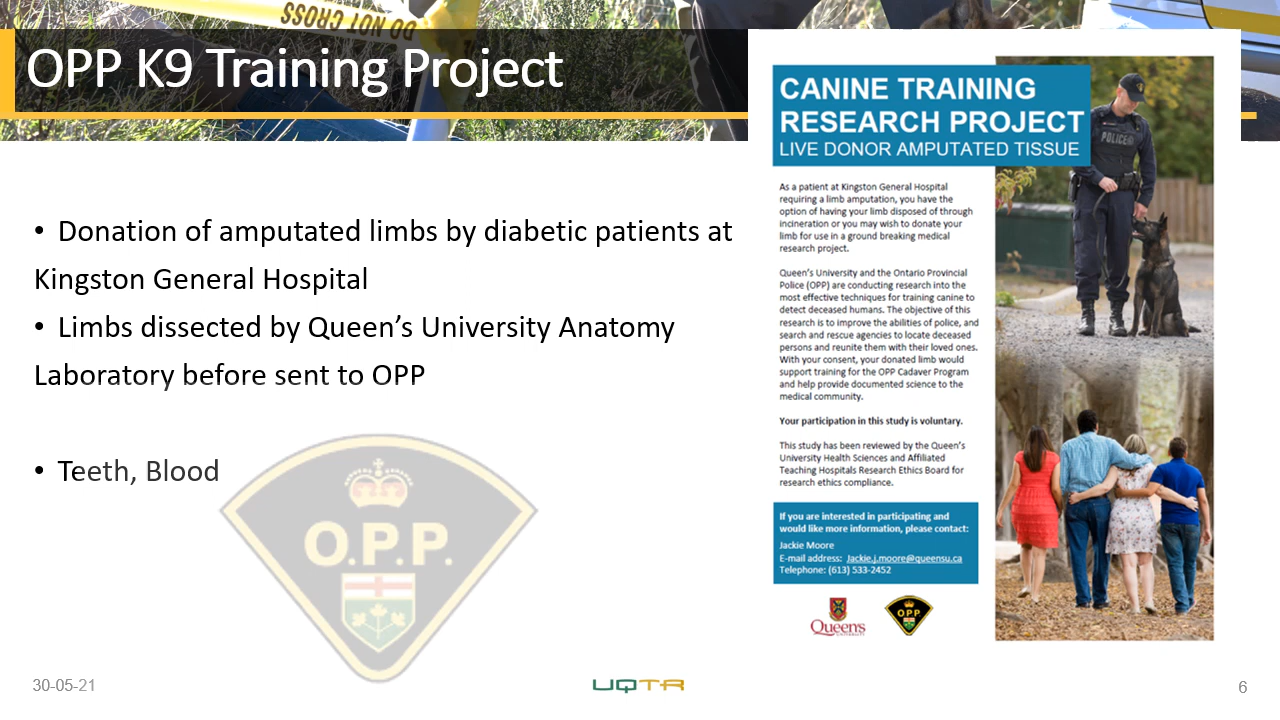 DO NOT CROSS
OPP K9 Training Project
• Donation of amputated limbs by diabetic patients at
Kingston General Hospital
• Limbs dissected by Queen’s University Anatomy
Laboratory before sent to OPP
• Teeth, Blood
O.P.P.
CANINE TRAINING
RESEARCH PROJECT
LIVE DONOR AMPUTATED TISSUE
POLICE
As a patient at Kingston General Hospital
requiring a limb amputation, you have the
option of having your limb disposed of through
incineration or you may wish to donate your
limb for use in a ground breaking medical
research project.
Queen’s University and the Ontario Provincial
Police (OPP) are conducting research into the
most effective techniques for training canine to
detect deceased humans. The objective of this
research is to improve the abilities of police, and
search and rescue agencies to locate deceased
persons and reunite them with their loved ones.
With your consent, your donated limb would
support training for the OPP Cadaver Program
and help provide documented science to the
medical community.
Your participation in this study is voluntary.
This study has been reviewed by the Queen’s
University Health Sciences and Affiliated
Teaching Hospitals Research Ethics Board for
research ethics compliance.
If you are interested in participating and
would like more information, please contact:
Jackie Moore
E-mail address: Jackie.j.moore@queensu.ca
Telephone: (613) 533-2452
Queen's
UNIVERSITY
O.P.P.
30-05-21
UQTR
6